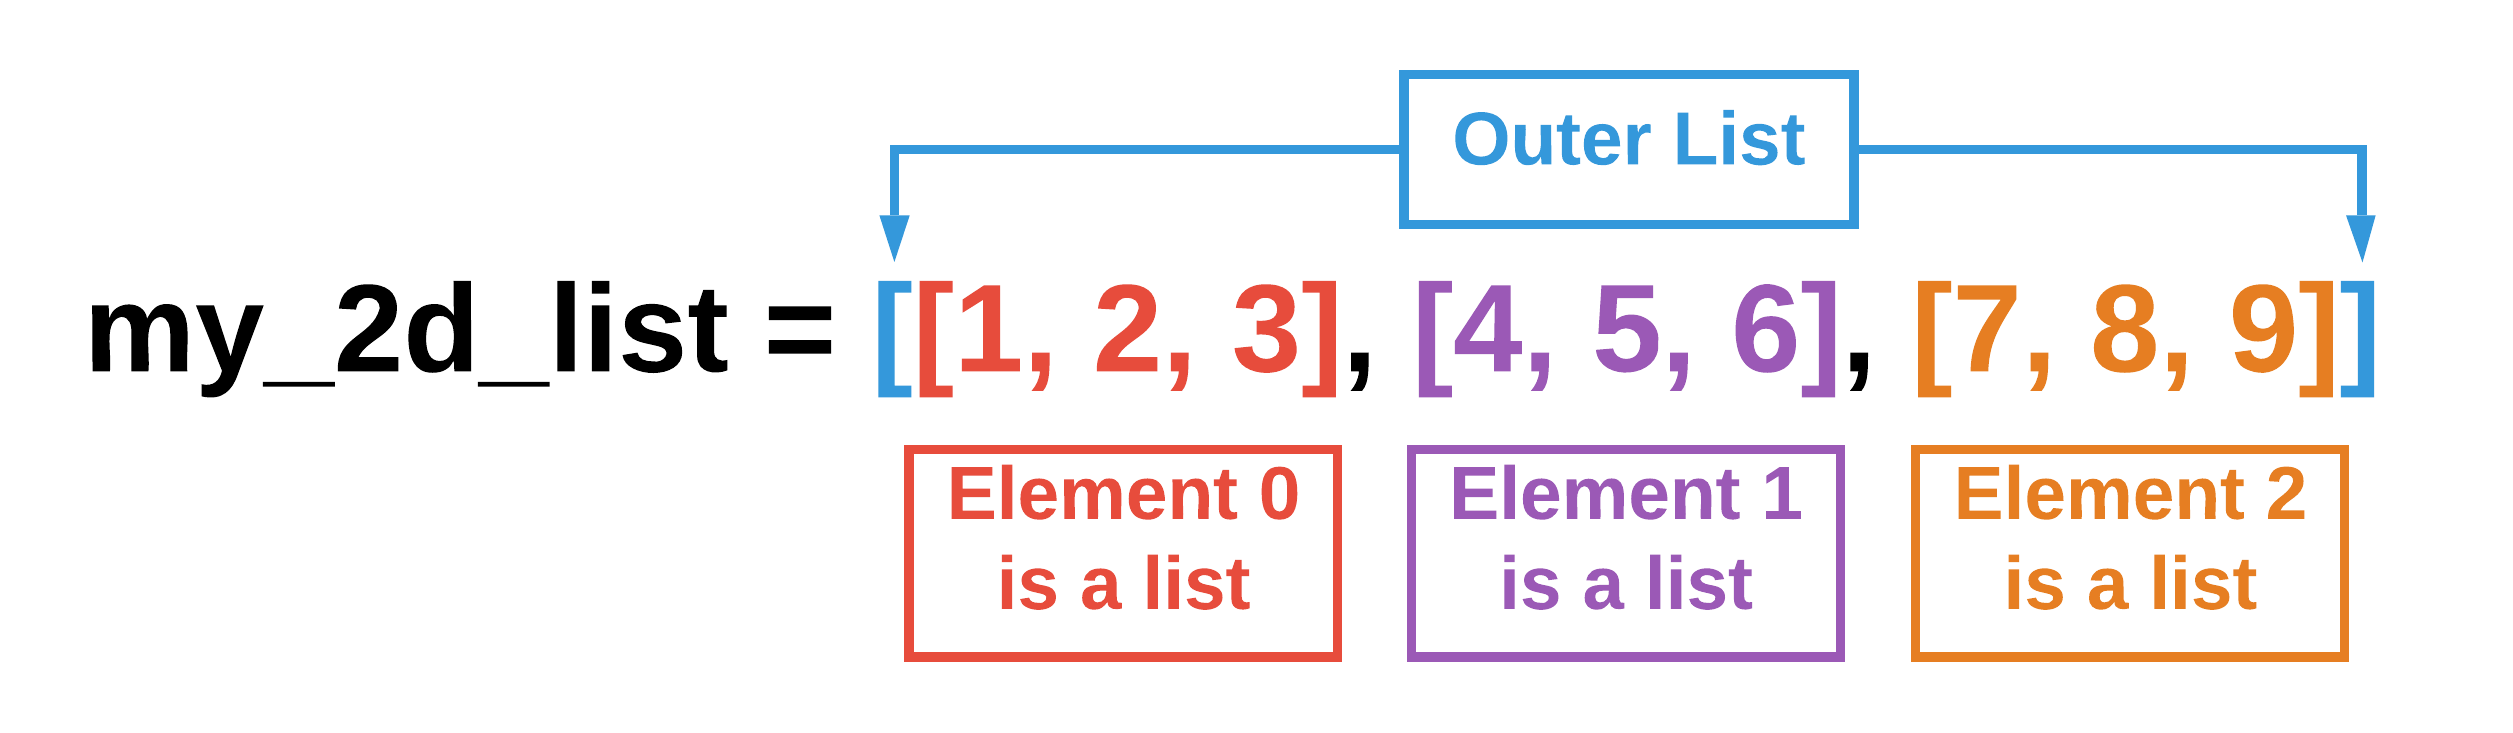 Outer List
my_2d_list = [[1, 2, 3], [4, 5, 6], [7, 8, 9]]
Element 0
is a list
Element 1
is a list
Element 2
is a list